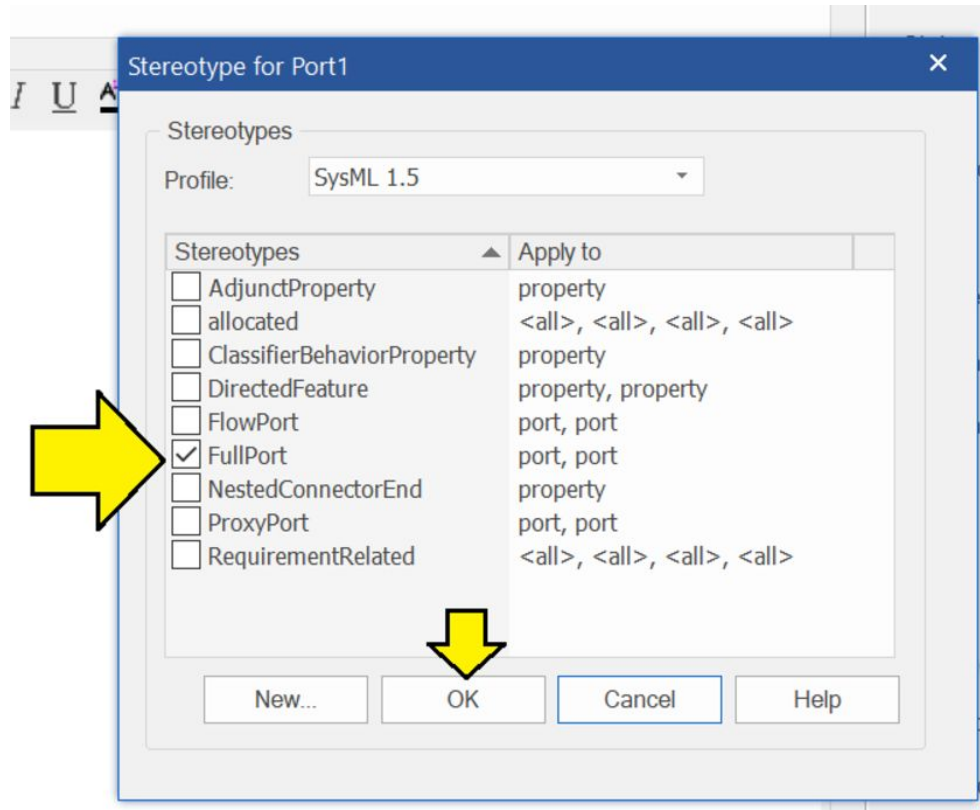 Stereotype for Port1
I U A
Stereotypes
Profile: SysML 1.5
Stereotypes Apply to
AdjunctProperty property
allocated <all>, <all>, <all>, <all>
ClassifierBehaviorProperty property
DirectedFeature property, property
FlowPort port, port
FullPort port, port
NestedConnectorEnd property
ProxyPort port, port
RequirementRelated <all>, <all>, <all>, <all>
New... OK Cancel Help